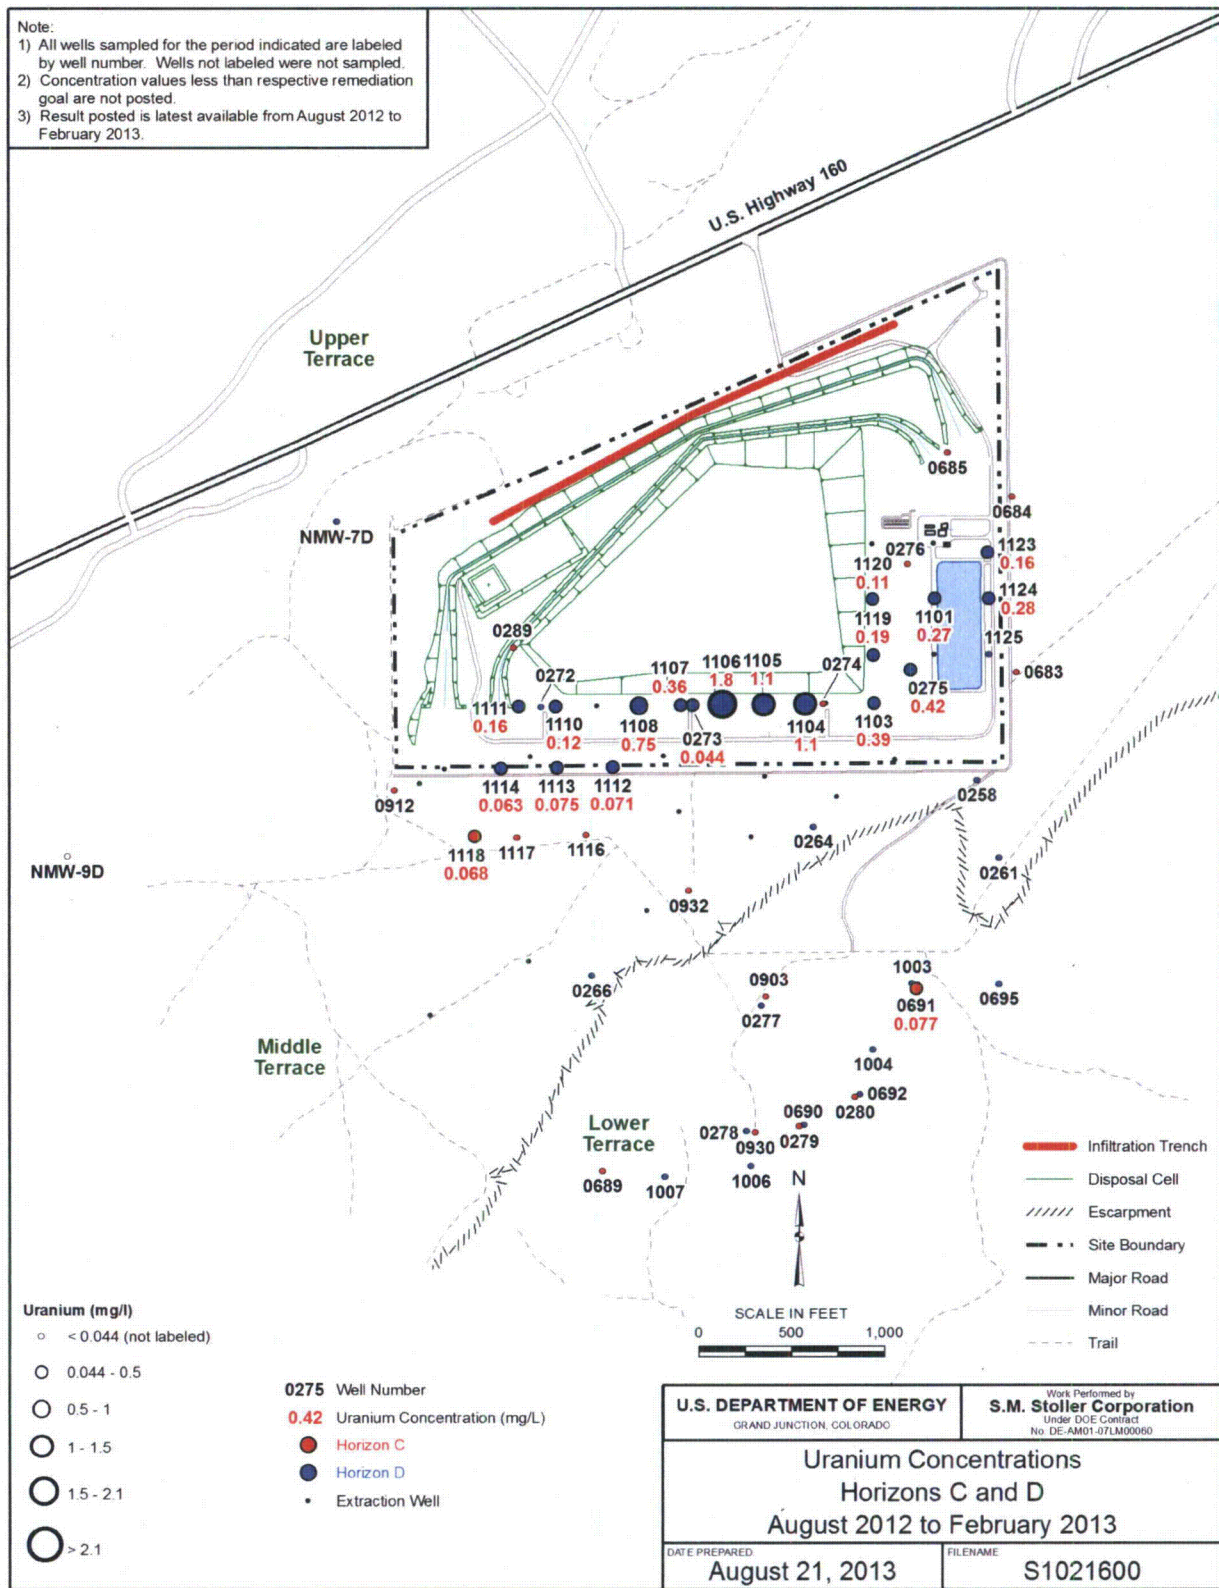 Note:
1) All wells sampled for the period indicated are labeled
by well number. Wells not labeled were not sampled.
2) Concentration values less than respective remediation
goal are not posted.
3) Result posted is latest available from August 2012 to
February 2013.
U.S. Highway 160
Upper
Terrace
NMW-7D
0685
0684
0276
1123
0.16
1120
0.11
1124
0.28
1119
0.19
1101
0.27
1125
0289
0683
0272
1107
0.36
1106
1.8
1105
1.1
0274
0275
0.42
1111
0.16
1110
0.12
1108
0.75
0273
0.044
1104
1.1
1103
0.39
1114
0.063
1113
0.075
1112
0.071
0912
0258
0264
1118
0.068
1117
1116
NMW-9D
0261
0932
0266
0903
0277
1003
0691
0.077
0695
Middle
Terrace
1004
0692
0280
0690
0279
0278
0930
Lower
Terrace
0689
1007
1006
N
Infiltration Trench
Disposal Cell
Escarpment
Site Boundary
Major Road
Minor Road
Trail
SCALE IN FEET
0 500 1,000
Uranium (mg/l)
< 0.044 (not labeled)
0.044 - 0.5
0.5 - 1
1 - 1.5
1.5 - 2.1
> 2.1
0275 Well Number
0.42 Uranium Concentration (mg/L)
Horizon C
Horizon D
Extraction Well
U.S. DEPARTMENT OF ENERGY
GRAND JUNCTION, COLORADO
Work Performed by
S.M. Stoller Corporation
Under DOE Contract
No. DE-AM01-07LM00060
Uranium Concentrations
Horizons C and D
August 2012 to February 2013
DATE PREPARED:
August 21, 2013
FILENAME:
S1021600